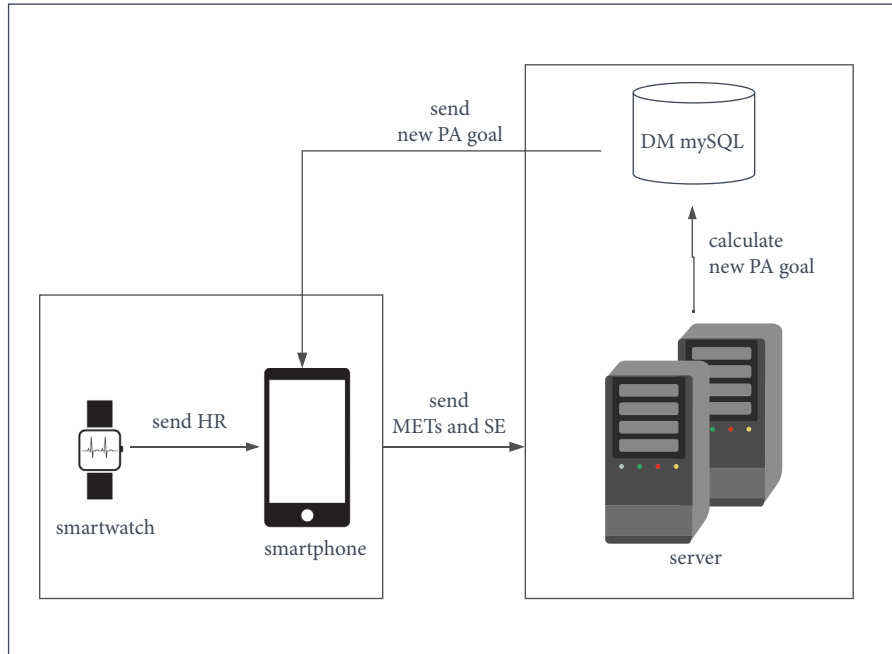 send
new PA goal
DM mySQL
calculate
new PA goal
send HR
send
METs and SE
smartwatch
smartphone
server